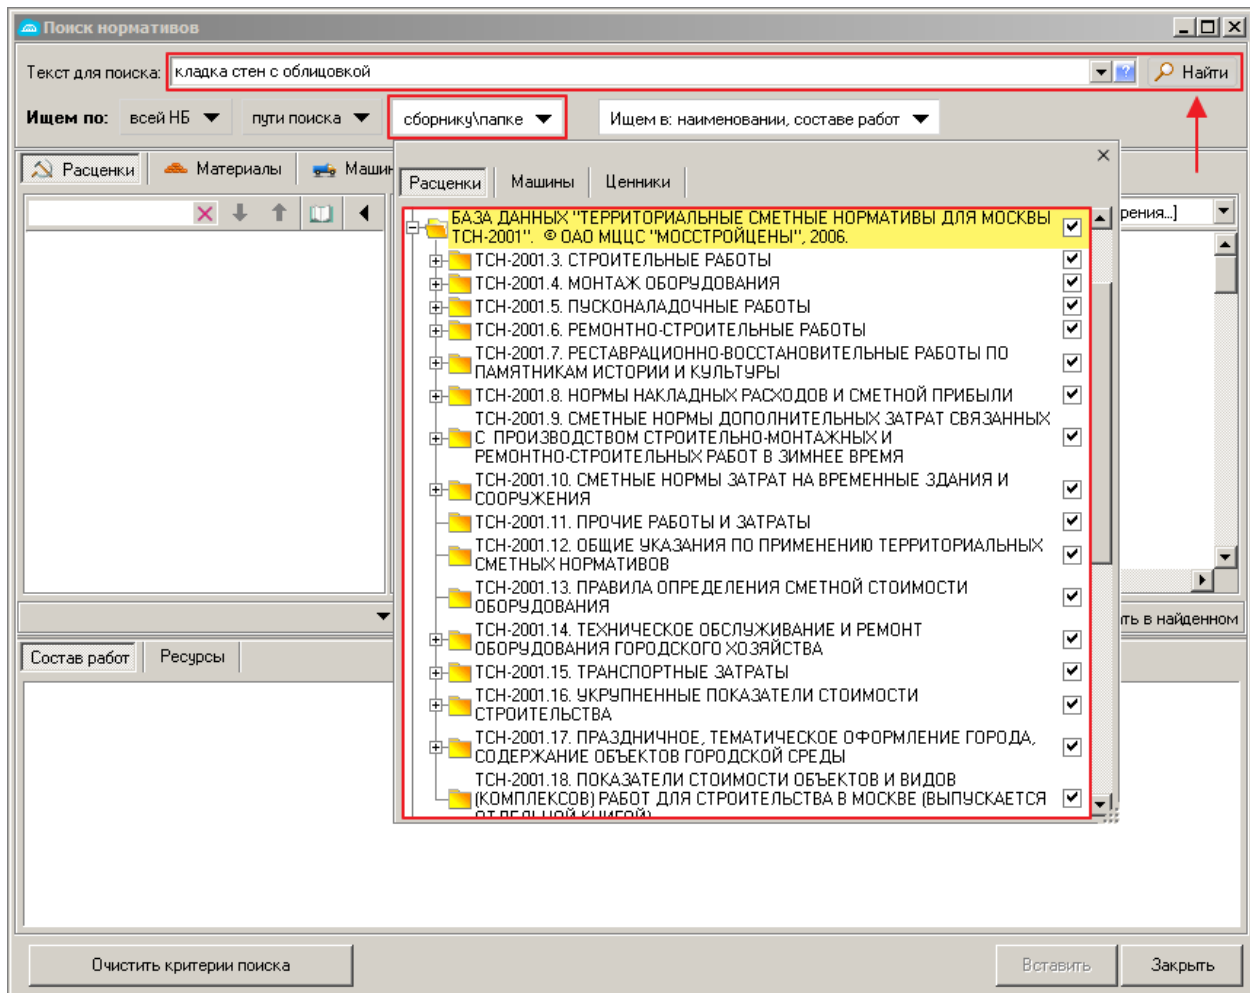 Поиск нормативов
Текст для поиска: кладка стен с облицовкой
Найти
Ищем по: всей НБ пути поиска сборнику\папке Ищем в: наименовании, составе работ
Расценки Материалы Машин
Расценки Машины Ценники
рения...]
БАЗА ДАННЫХ "ТЕРРИТОРИАЛЬНЫЕ СМЕТНЫЕ НОРМАТИВЫ ДЛЯ МОСКВЫ
ТСН-2001". © ОАО МЦЦС "МОССТРОЙЦЕНЫ", 2006.
ТСН-2001.3. СТРОИТЕЛЬНЫЕ РАБОТЫ
ТСН-2001.4. МОНТАЖ ОБОРУДОВАНИЯ
ТСН-2001.5. ПУСКОНАЛАДОЧНЫЕ РАБОТЫ
ТСН-2001.6. РЕМОНТНО-СТРОИТЕЛЬНЫЕ РАБОТЫ
ТСН-2001.7. РЕСТАВРАЦИОННО-ВОССТАНОВИТЕЛЬНЫЕ РАБОТЫ ПО
ПАМЯТНИКАМ ИСТОРИИ И КУЛЬТУРЫ
ТСН-2001.8. НОРМЫ НАКЛАДНЫХ РАСХОДОВ И СМЕТНОЙ ПРИБЫЛИ
ТСН-2001.9. СМЕТНЫЕ НОРМЫ ДОПОЛНИТЕЛЬНЫХ ЗАТРАТ СВЯЗАННЫХ
С ПРОИЗВОДСТВОМ СТРОИТЕЛЬНО-МОНТАЖНЫХ И
РЕМОНТНО-СТРОИТЕЛЬНЫХ РАБОТ В ЗИМНЕЕ ВРЕМЯ
ТСН-2001.10. СМЕТНЫЕ НОРМЫ ЗАТРАТ НА ВРЕМЕННЫЕ ЗДАНИЯ И
СООРУЖЕНИЯ
ТСН-2001.11. ПРОЧИЕ РАБОТЫ И ЗАТРАТЫ
ТСН-2001.12. ОБЩИЕ УКАЗАНИЯ ПО ПРИМЕНЕНИЮ ТЕРРИТОРИАЛЬНЫХ
СМЕТНЫХ НОРМАТИВОВ
ТСН-2001.13. ПРАВИЛА ОПРЕДЕЛЕНИЯ СМЕТНОЙ СТОИМОСТИ
ОБОРУДОВАНИЯ
ТСН-2001.14. ТЕХНИЧЕСКОЕ ОБСЛУЖИВАНИЕ И РЕМОНТ
ОБОРУДОВАНИЯ ГОРОДСКОГО ХОЗЯЙСТВА
ТСН-2001.15. ТРАНСПОРТНЫЕ ЗАТРАТЫ
ТСН-2001.16. УКРУПНЕННЫЕ ПОКАЗАТЕЛИ СТОИМОСТИ
СТРОИТЕЛЬСТВА
ТСН-2001.17. ПРАЗДНИЧНОЕ, ТЕМАТИЧЕСКОЕ ОФОРМЛЕНИЕ ГОРОДА,
СОДЕРЖАНИЕ ОБЪЕКТОВ ГОРОДСКОЙ СРЕДЫ
ТСН-2001.18. ПОКАЗАТЕЛИ СТОИМОСТИ ОБЪЕКТОВ И ВИДОВ
(КОМПЛЕКСОВ) РАБОТ ДЛЯ СТРОИТЕЛЬСТВА В МОСКВЕ (ВЫПУСКАЕТСЯ
ОТДЕЛЬНОЙ КНИГОЙ)
ть в найденном
Состав работ Ресурсы
Очистить критерии поиска
Вставить
Закрыть